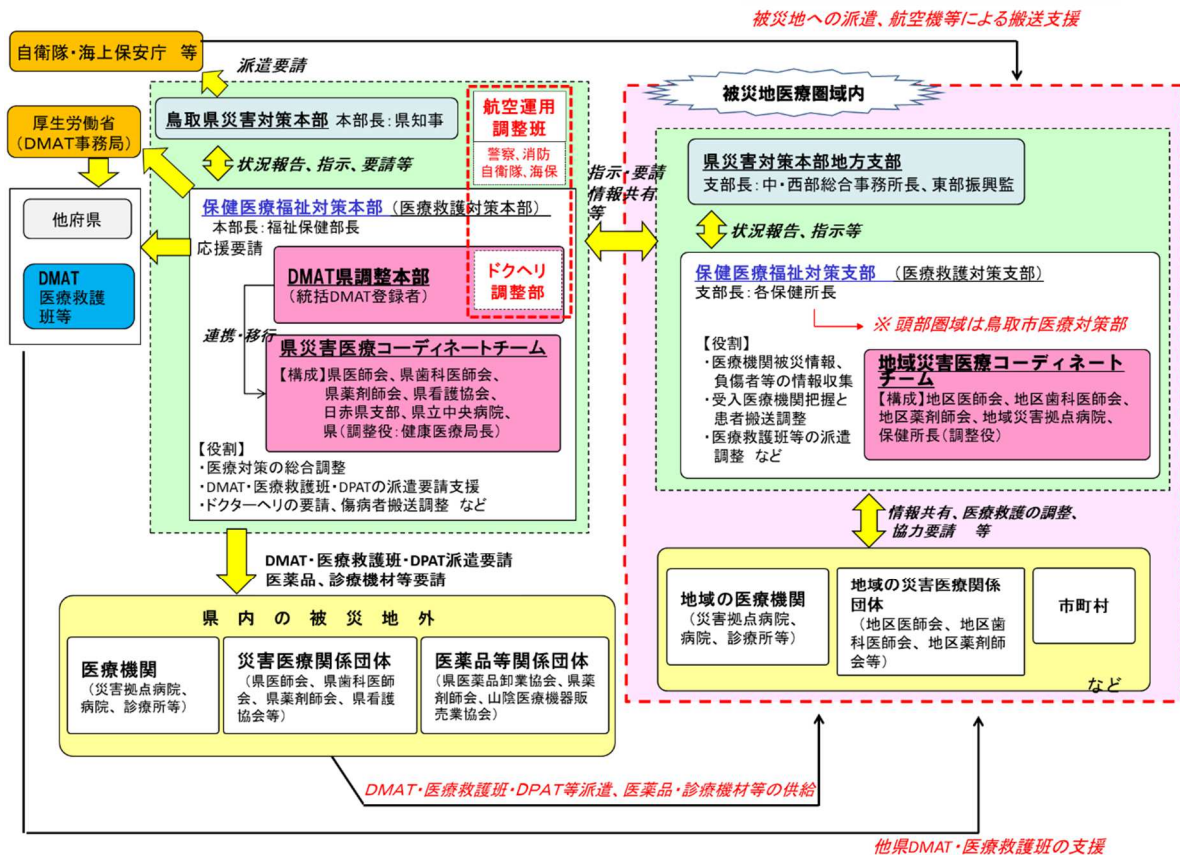 被災地への派遣、航空機等による搬送支援
自衛隊・海上保安庁 等
派遣要請
厚生労働省
(DMAT事務局)
他府県
DMAT
医療救護
班等
鳥取県災害対策本部 本部長:県知事
状況報告、指示、要請等
航空運用
調整班
警察、消防
自衛隊、海保
保健医療福祉対策本部 (医療救護対策本部)
本部長:福祉保健部長
応援要請
DMAT県調整本部
(統括DMAT登録者)
ドクヘリ
調整部
連携・移行
県災害医療コーディネートチーム
【構成】県医師会、県歯科医師会、
県薬剤師会、県看護協会、
日赤県支部、県立中央病院、
県(調整役:健康医療局長)
【役割】
・医療対策の総合調整
・DMAT・医療救護班・DPATの派遣要請支援
・ドクターヘリの要請、傷病者搬送調整 など
指示・要請
情報共有
等
被災地医療圏域内
県災害対策本部地方支部
支部長:中・西部総合事務所長、東部振興監
状況報告、指示等
保健医療福祉対策支部 (医療救護対策支部)
支部長:各保健所長
※ 頭部圏域は鳥取市医療対策部
【役割】
・医療機関被災情報、
負傷者等の情報収集
・受入医療機関把握と
患者搬送調整
・医療救護班等の派遣
調整 など
地域災害医療コーディネート
チーム
【構成】地区医師会、地区歯科医師会、
地区薬剤師会、地域災害拠点病院、
保健所長(調整役)
情報共有、医療救護の調整、
協力要請 等
地域の医療機関
(災害拠点病院、
病院、診療所等)
地域の災害医療関係
団体
(地区医師会、地区歯
科医師会、地区薬剤師
会等)
市町村
など
DMAT・医療救護班・DPAT派遣要請
医薬品、診療機材等要請
県内の被災地外
医療機関
(災害拠点病院、
病院、診療所等)
災害医療関係団体
(県医師会、県歯科医師
会、県薬剤師会、県看護
協会等)
医薬品等関係団体
(県医薬品卸業協会、県薬
剤師会、山陰医療機器販
売業協会)
DMAT・医療救護班・DPAT等派遣、医薬品・診療機材等の供給
他県DMAT・医療救護班の支援